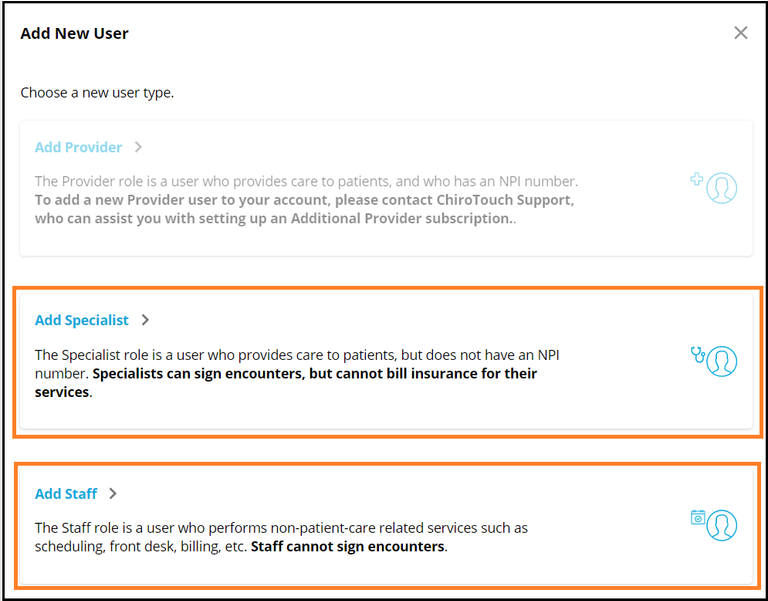 Add New User
Choose a new user type.
Add Provider
The Provider role is a user who provides care to patients, and who has an NPI number.
To add a new Provider user to your account, please contact ChiroTouch Support,
who can assist you with setting up an Additional Provider subscription..
Add Specialist
The Specialist role is a user who provides care to patients, but does not have an NPI
number. Specialists can sign encounters, but cannot bill insurance for their
services.
Add Staff
The Staff role is a user who performs non-patient-care related services such as
scheduling, front desk, billing, etc. Staff cannot sign encounters.